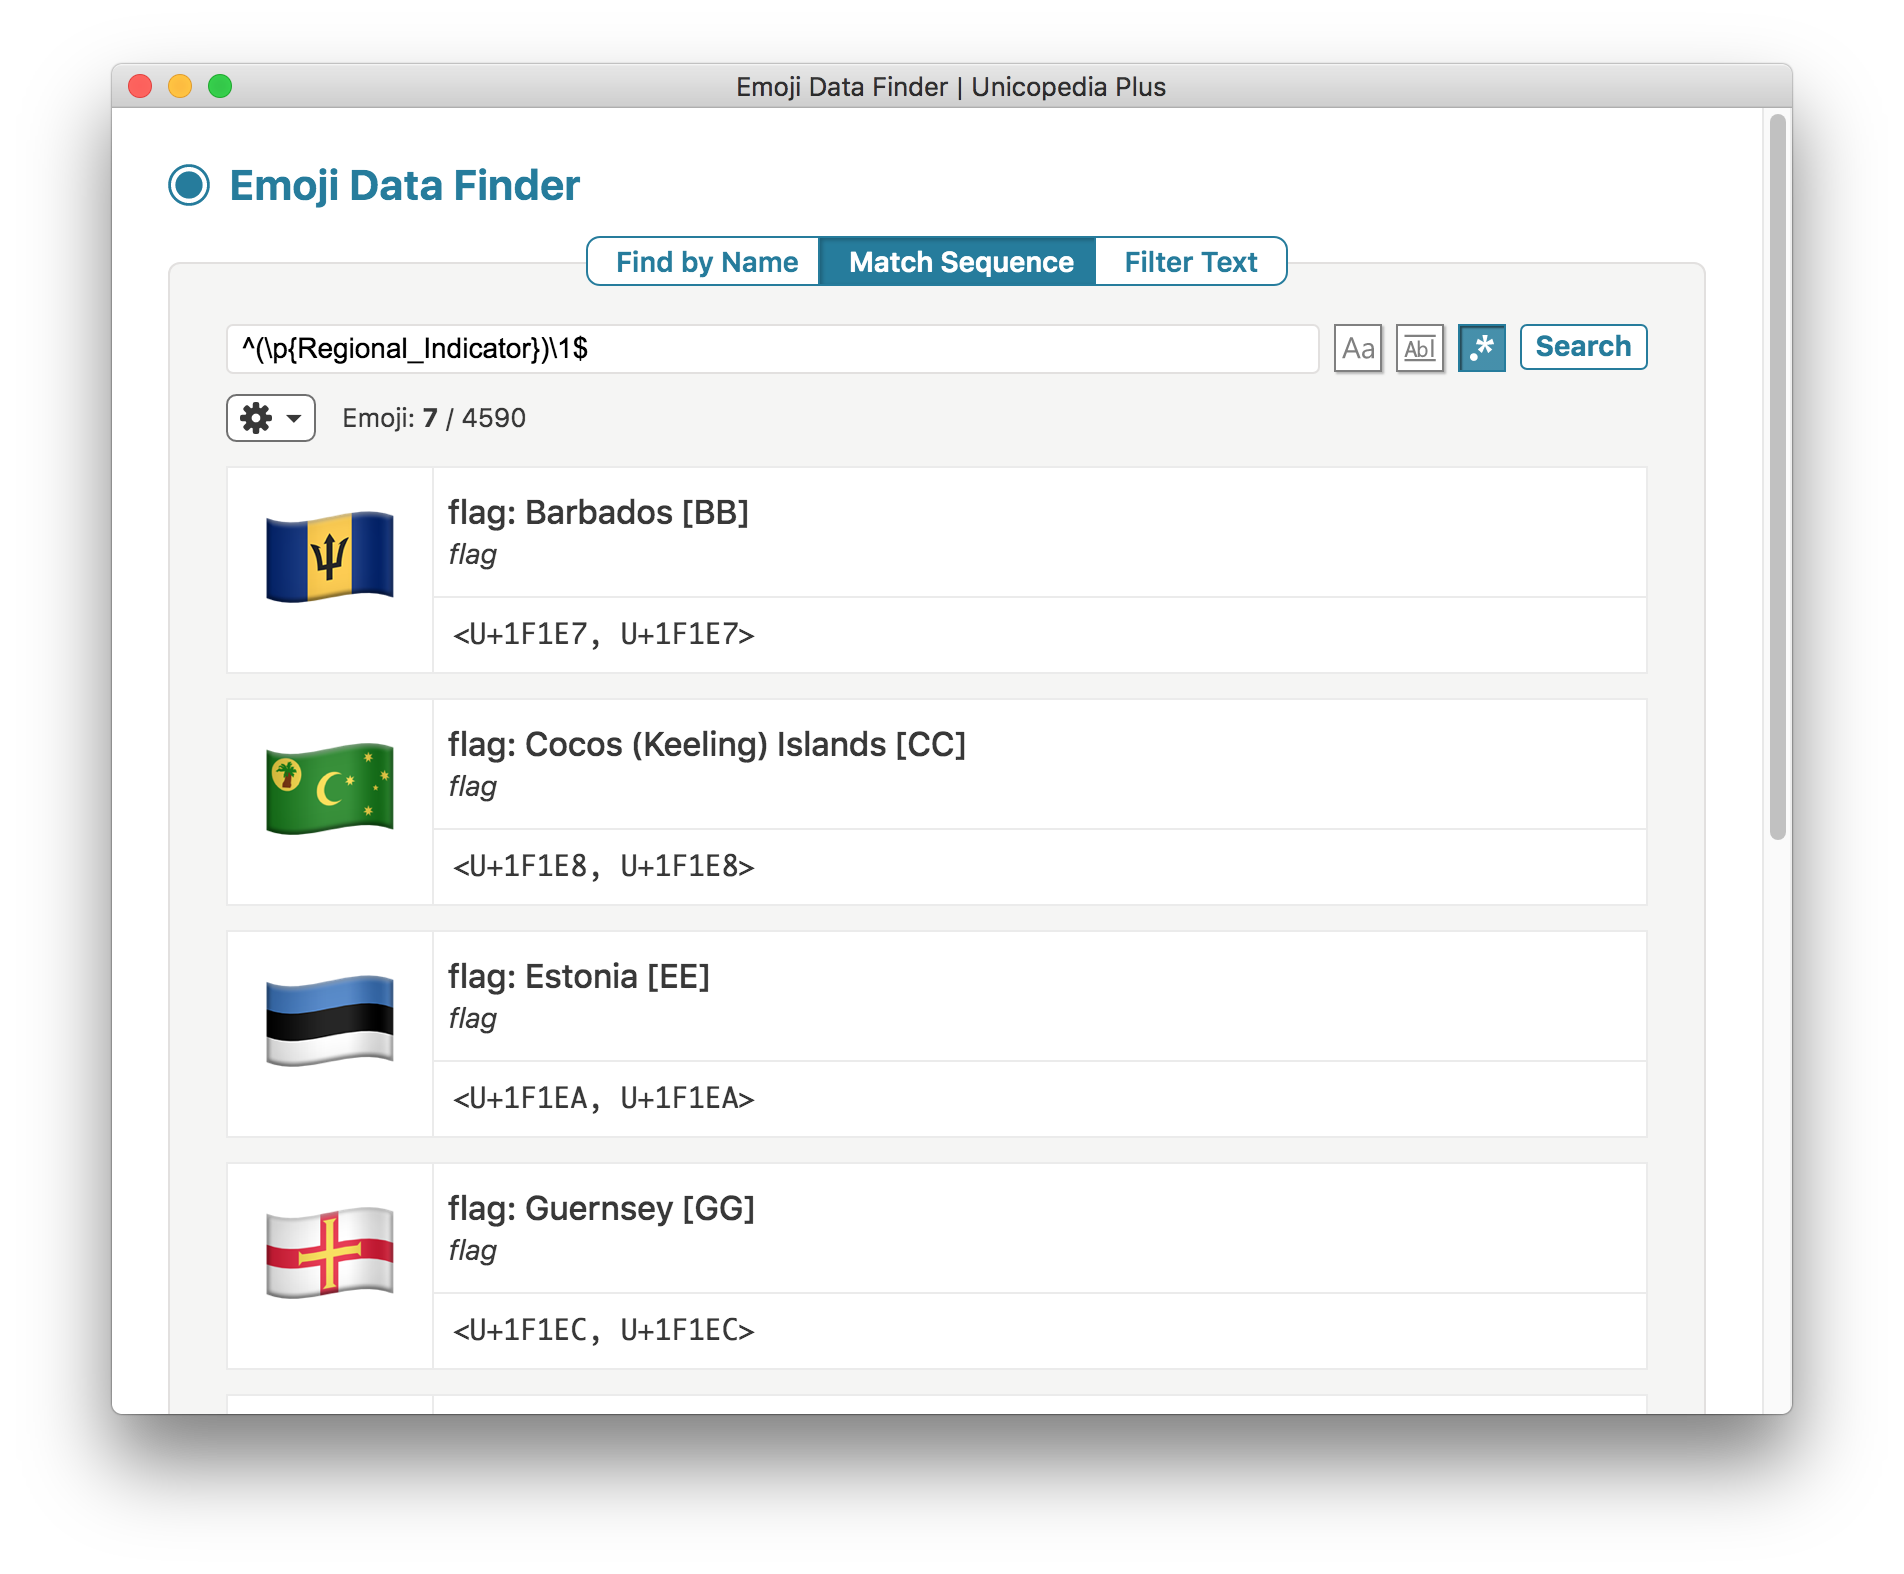 Emoji Data Finder | Unicopedia Plus
Emoji Data Finder
Find by Name Match Sequence Filter Text
^(\p{Regional_Indicator})\1$ Aa Abl .* Search
Emoji: 7 / 4590
flag: Barbados [BB]
flag
<U+1F1E7, U+1F1E7>
flag: Cocos (Keeling) Islands [CC]
flag
<U+1F1E8, U+1F1E8>
flag: Estonia [EE]
flag
<U+1F1EA, U+1F1EA>
flag: Guernsey [GG]
flag
<U+1F1EC, U+1F1EC>